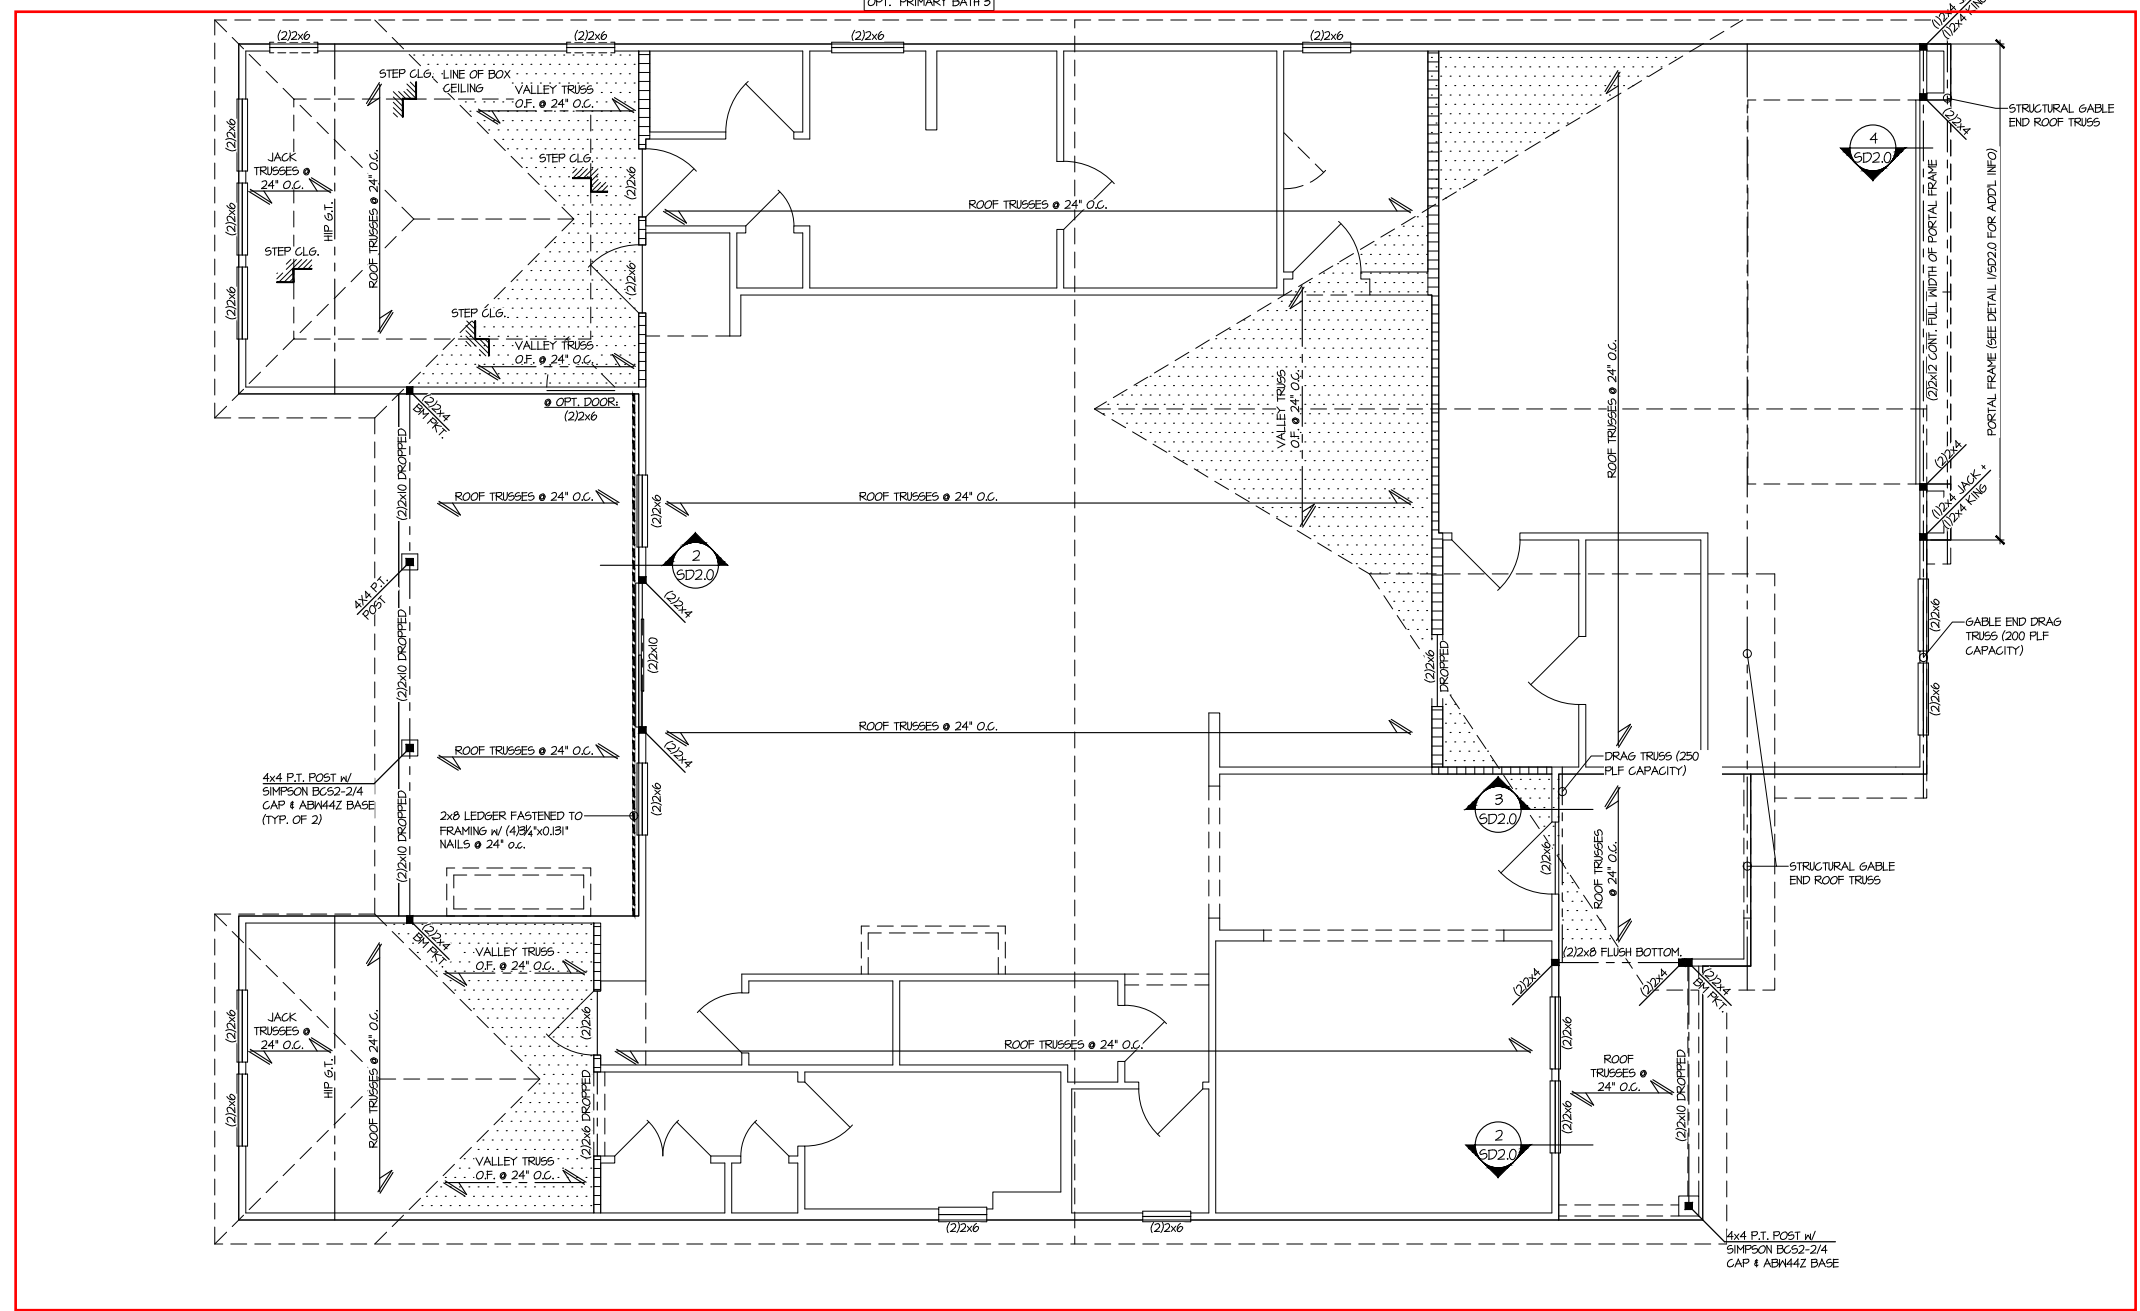 OPT. PRIMARY BATH 3
(2)2x6
(2)2x6
(2)2x6
(2)2x6
(1)2x4 KING
STEP CLG.
LINE OF BOX
CEILING
VALLEY TRUSS
O.F. @ 24" O.C.
STRUCTURAL GABLE
END ROOF TRUSS
(2)2x4
4
SD2.0
(2)2x6
JACK
TRUSSES @
24" O.C.
HIP G.T.
ROOF TRUSSES @ 24" O.C.
STEP CLG.
(2)2x6
(2)2x6
ROOF TRUSSES @ 24" O.C.
STEP CLG.
(2)2x6
(2)2x6
STEP CLG.
VALLEY TRUSS
O.F. @ 24" O.C.
(2)2x12 CONT. FULL WIDTH OF PORTAL FRAME
PORTAL FRAME (SEE DETAIL 1/SD2.0 FOR ADD'L INFO)
(2)2x4
BM PKT.
@ OPT. DOOR:
(2)2x6
VALLEY TRUSS
O.F. @ 24" O.C.
ROOF TRUSSES @ 24" O.C.
(2)2x10 DROPPED
ROOF TRUSSES @ 24" O.C.
(2)2x6
ROOF TRUSSES @ 24" O.C.
(2)2x4
(1)2x4 JACK +
(1)2x4 KING
2
SD2.0
4X4 P.T.
POST
(2)2x4
(2)2x10 DROPPED
(2)2x10
(2)2x6
DROPPED
(2)2x6
GABLE END DRAG
TRUSS (200 PLF
CAPACITY)
(2)2x6
ROOF TRUSSES @ 24" O.C.
ROOF TRUSSES @ 24" O.C.
(2)2x4
DRAG TRUSS (250
PLF CAPACITY)
4x4 P.T. POST W/
SIMPSON BCS2-2/4
CAP & ABW44Z BASE
(TYP. OF 2)
(2)2x10 DROPPED
2x8 LEDGER FASTENED TO
FRAMING W/ (4)3¼"x0.131"
NAILS @ 24" O.C.
(2)2x6
3
SD2.0
(2)2x6
ROOF TRUSSES
@ 24" O.C.
STRUCTURAL GABLE
END ROOF TRUSS
(2)2x4
BM PKT.
VALLEY TRUSS
O.F. @ 24" O.C.
(2)2x8 FLUSH BOTTOM
(2)2x4
(2)2x4
(2)2x4
BM PKT.
(2)2x6
JACK
TRUSSES @
24" O.C.
HIP G.T.
ROOF TRUSSES @ 24" O.C.
(2)2x6
ROOF TRUSSES @ 24" O.C.
(2)2x6
ROOF
TRUSSES @
24" O.C.
(2)2x10 DROPPED
(2)2x6
(2)2x6 DROPPED
(2)2x6
2
SD2.0
VALLEY TRUSS
O.F. @ 24" O.C.
(2)2x6
(2)2x6
4x4 P.T. POST W/
SIMPSON BCS2-2/4
CAP & ABW44Z BASE